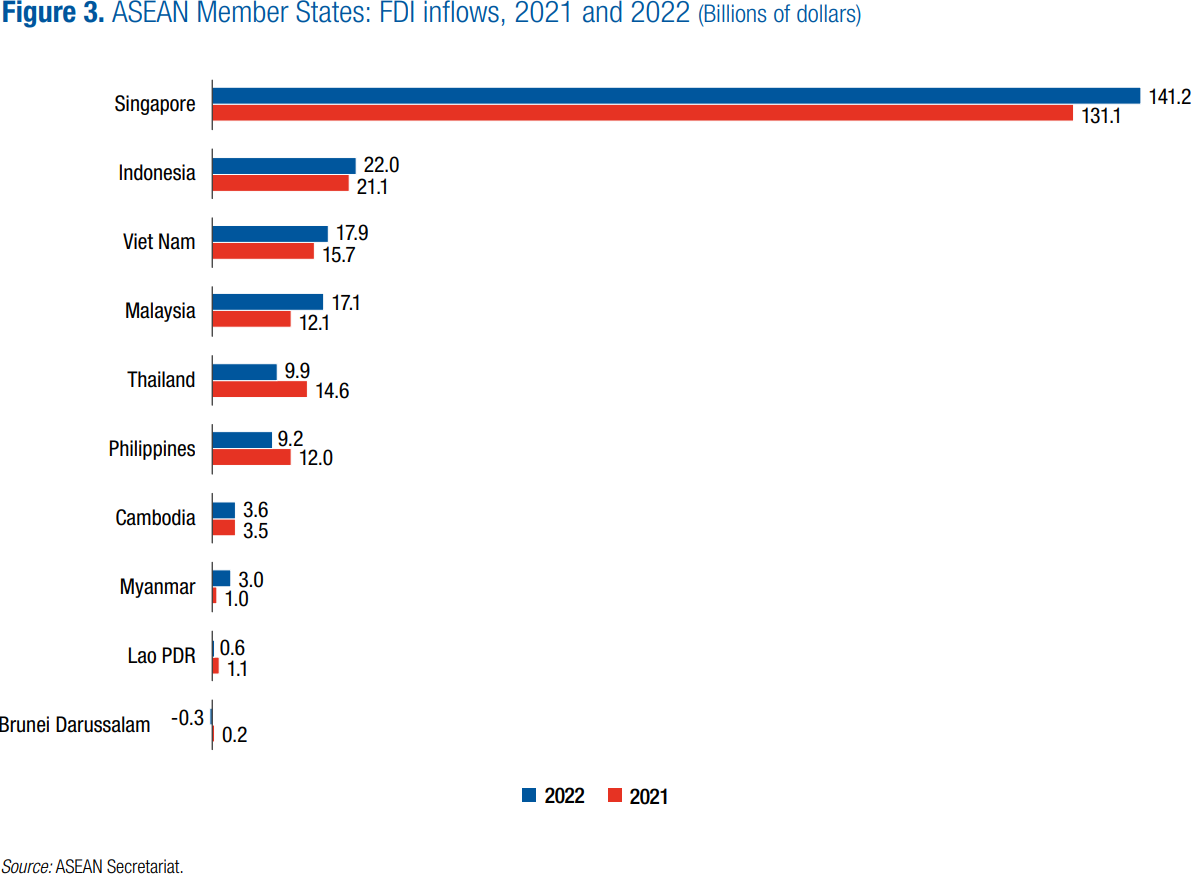 Figure 3. ASEAN Member States: FDI inflows, 2021 and 2022 (Billions of dollars)
Singapore
141.2
131.1
Indonesia
22.0
21.1
Viet Nam
17.9
15.7
Malaysia
17.1
12.1
Thailand
9.9
14.6
Philippines
9.2
12.0
Cambodia
3.6
3.5
Myanmar
3.0
1.0
Lao PDR
0.6
1.1
Brunei Darussalam
-0.3
0.2
2022 2021
Source: ASEAN Secretariat.